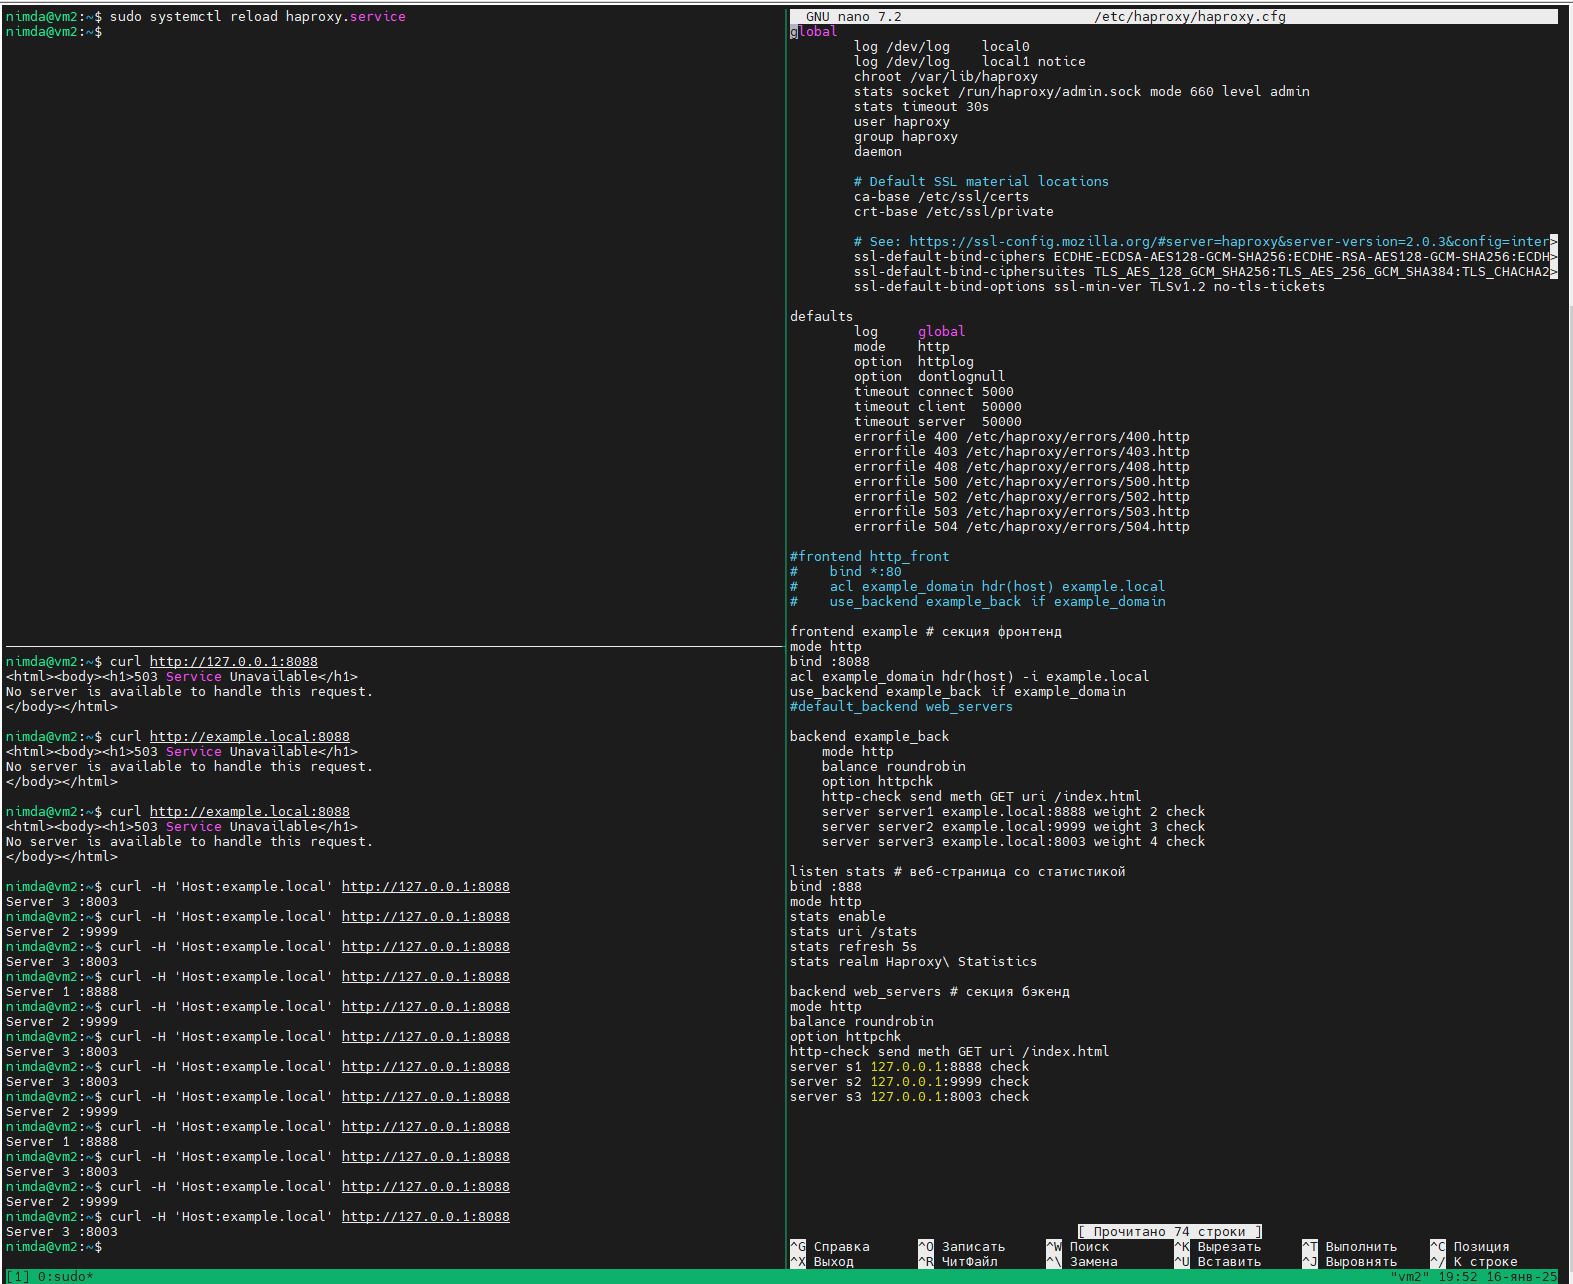 nimda@vm2:~$ sudo systemctl reload haproxy.service
nimda@vm2:~$
nimda@vm2:~$ curl http://127.0.0.1:8088
<html><body><h1>503 Service Unavailable</h1>
No server is available to handle this request.
</body></html>
nimda@vm2:~$ curl http://example.local:8088
<html><body><h1>503 Service Unavailable</h1>
No server is available to handle this request.
</body></html>
nimda@vm2:~$ curl http://example.local:8088
<html><body><h1>503 Service Unavailable</h1>
No server is available to handle this request.
</body></html>
nimda@vm2:~$ curl -H 'Host:example.local' http://127.0.0.1:8088
Server 3 :8003
nimda@vm2:~$ curl -H 'Host:example.local' http://127.0.0.1:8088
Server 2 :9999
nimda@vm2:~$ curl -H 'Host:example.local' http://127.0.0.1:8088
Server 3 :8003
nimda@vm2:~$ curl -H 'Host:example.local' http://127.0.0.1:8088
Server 1 :8888
nimda@vm2:~$ curl -H 'Host:example.local' http://127.0.0.1:8088
Server 2 :9999
nimda@vm2:~$ curl -H 'Host:example.local' http://127.0.0.1:8088
Server 3 :8003
nimda@vm2:~$ curl -H 'Host:example.local' http://127.0.0.1:8088
Server 3 :8003
nimda@vm2:~$ curl -H 'Host:example.local' http://127.0.0.1:8088
Server 2 :9999
nimda@vm2:~$ curl -H 'Host:example.local' http://127.0.0.1:8088
Server 1 :8888
nimda@vm2:~$ curl -H 'Host:example.local' http://127.0.0.1:8088
Server 3 :8003
nimda@vm2:~$ curl -H 'Host:example.local' http://127.0.0.1:8088
Server 2 :9999
nimda@vm2:~$ curl -H 'Host:example.local' http://127.0.0.1:8088
Server 3 :8003
nimda@vm2:~$
GNU nano 7.2 /etc/haproxy/haproxy.cfg
global
log /dev/log local0
log /dev/log local1 notice
chroot /var/lib/haproxy
stats socket /run/haproxy/admin.sock mode 660 level admin
stats timeout 30s
user haproxy
group haproxy
daemon
# Default SSL material locations
ca-base /etc/ssl/certs
crt-base /etc/ssl/private
# See: https://ssl-config.mozilla.org/#server=haproxy&server-version=2.0.3&config=inter>
ssl-default-bind-ciphers ECDHE-ECDSA-AES128-GCM-SHA256:ECDHE-RSA-AES128-GCM-SHA256:ECDH>
ssl-default-bind-ciphersuites TLS_AES_128_GCM_SHA256:TLS_AES_256_GCM_SHA384:TLS_CHACHA2>
ssl-default-bind-options ssl-min-ver TLSv1.2 no-tls-tickets
defaults
log global
mode http
option httplog
option dontlognull
timeout connect 5000
timeout client 50000
timeout server 50000
errorfile 400 /etc/haproxy/errors/400.http
errorfile 403 /etc/haproxy/errors/403.http
errorfile 408 /etc/haproxy/errors/408.http
errorfile 500 /etc/haproxy/errors/500.http
errorfile 502 /etc/haproxy/errors/502.http
errorfile 503 /etc/haproxy/errors/503.http
errorfile 504 /etc/haproxy/errors/504.http
#frontend http_front
# bind *:80
# acl example_domain hdr(host) example.local
# use_backend example_back if example_domain
frontend example # секция фронтенд
mode http
bind :8088
acl example_domain hdr(host) -i example.local
use_backend example_back if example_domain
#default_backend web_servers
backend example_back
mode http
balance roundrobin
option httpchk
http-check send meth GET uri /index.html
server server1 example.local:8888 weight 2 check
server server2 example.local:9999 weight 3 check
server server3 example.local:8003 weight 4 check
listen stats # веб-страница со статистикой
bind :888
mode http
stats enable
stats uri /stats
stats refresh 5s
stats realm Haproxy\ Statistics
backend web_servers # секция бэкенд
mode http
balance roundrobin
option httpchk
http-check send meth GET uri /index.html
server s1 127.0.0.1:8888 check
server s2 127.0.0.1:9999 check
server s3 127.0.0.1:8003 check
[ Прочитано 74 строки ]
^G Справка ^O Записать ^W Поиск ^K Вырезать ^T Выполнить ^C Позиция
^X Выход ^R ЧитФайл ^\ Замена ^U Вставить ^J Выровнять ^/ К строке
[1] 0:sudo* "vm2" 19:52 16-янв-25